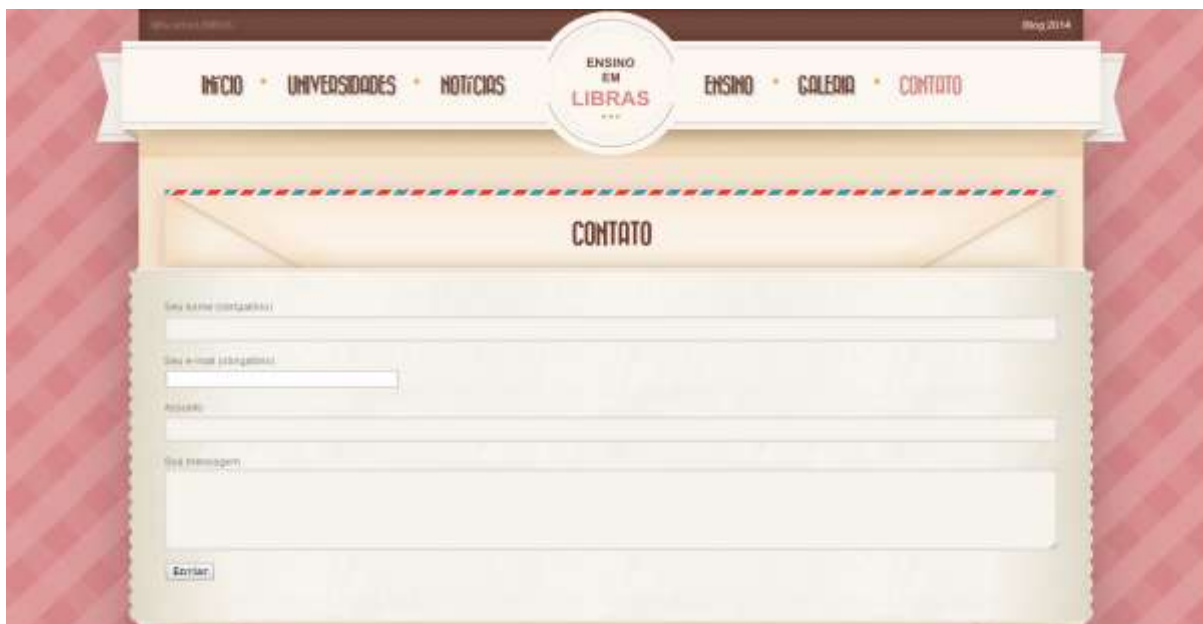 Blog 2014
INÍCIO • UNIVERSIDADES • NOTÍCIAS
ENSINO
EM
LIBRAS
ENSINO • GALERIA • CONTATO
CONTATO
Seu nome (obrigatório)
Seu e-mail (obrigatório)
Assunto
Sua mensagem
Enviar